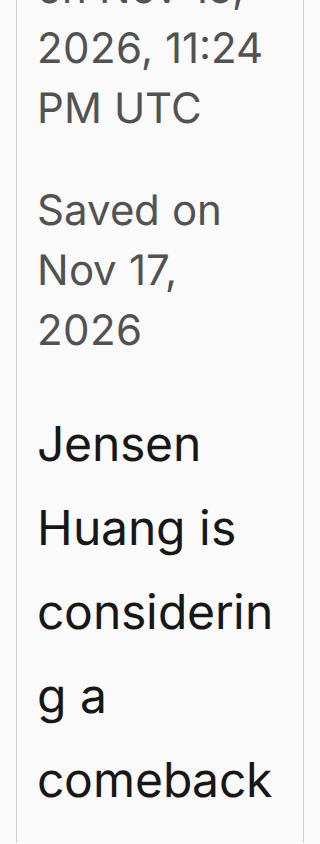 2026, 11:24
PM UTC
Saved on
Nov 17,
2026
Jensen
Huang is
considerin
g a
comeback